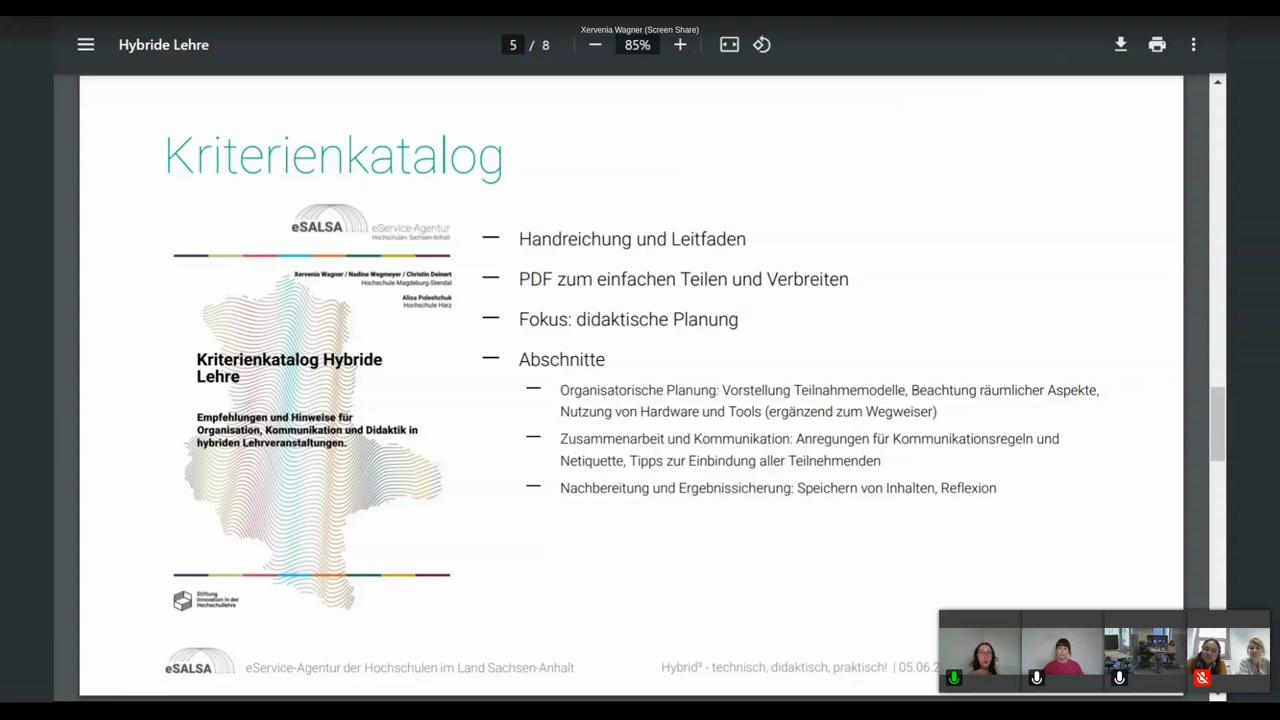 Xervenia Wagner (Screen Share)
Hybride Lehre
5 / 8
85%
Kriterienkatalog
eSALSA
eService-Agentur
Hochschulen Sachsen-Anhalt
Xervenia Wagner / Nadine Wegmeyer / Christin Deinert
Hochschule Magdeburg-Stendal
Alisa Poleshchuk
Hochschule Harz
Kriterienkatalog Hybride
Lehre
Empfehlungen und Hinweise für
Organisation, Kommunikation und Didaktik in
hybriden Lehrveranstaltungen.
Stiftung
Innovation in der
Hochschullehre
— Handreichung und Leitfaden
— PDF zum einfachen Teilen und Verbreiten
— Fokus: didaktische Planung
— Abschnitte
— Organisatorische Planung: Vorstellung Teilnahmemodelle, Beachtung räumlicher Aspekte,
Nutzung von Hardware und Tools (ergänzend zum Wegweiser)
— Zusammenarbeit und Kommunikation: Anregungen für Kommunikationsregeln und
Netiquette, Tipps zur Einbindung aller Teilnehmenden
— Nachbereitung und Ergebnissicherung: Speichern von Inhalten, Reflexion
eSALSA
eService-Agentur der Hochschulen im Land Sachsen-Anhalt
Hybrid³ - technisch, didaktisch, praktisch! | 05.06.2